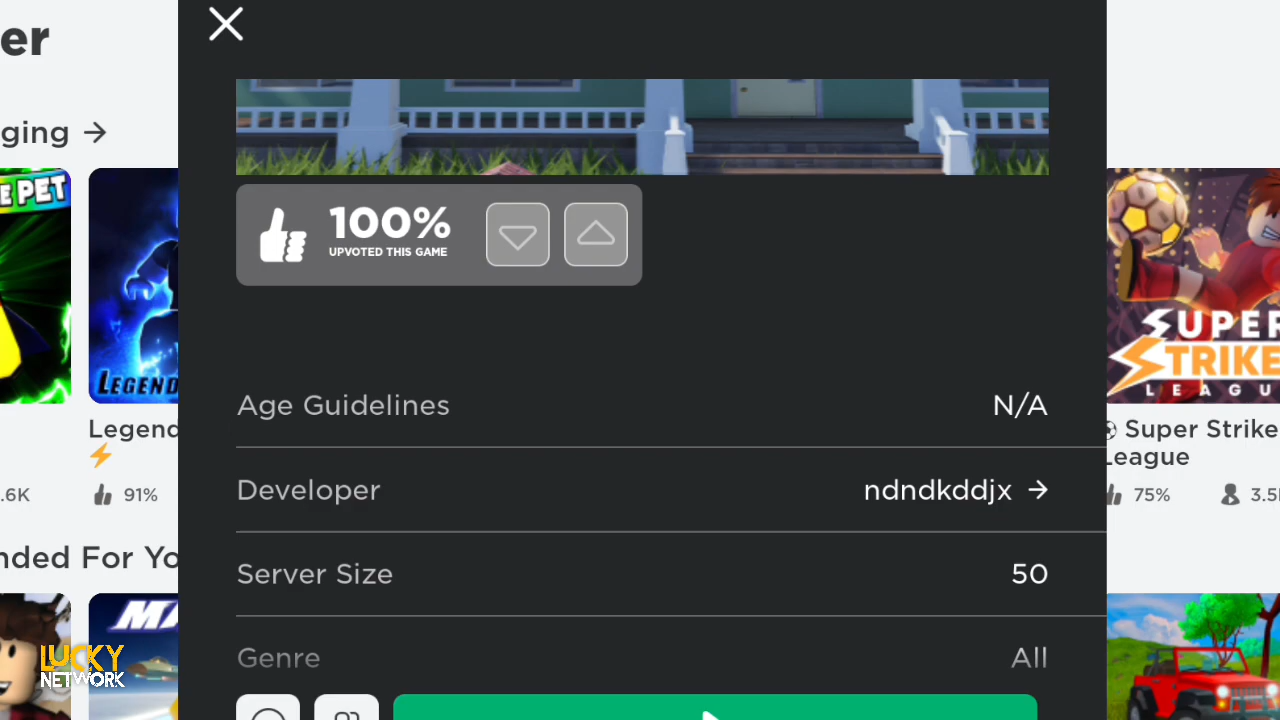 er
ging →
E PET
LEGEND
Legend
⚡
.6K
91%
nded For Yo
MA
LUCKY
NETWORK
100%
UPVOTED THIS GAME
Age Guidelines
N/A
Developer
ndndkddjx →
Server Size
50
Genre
All
SUPER
STRIKE
LEAGU
⚽ Super Strike
League
75%
3.5